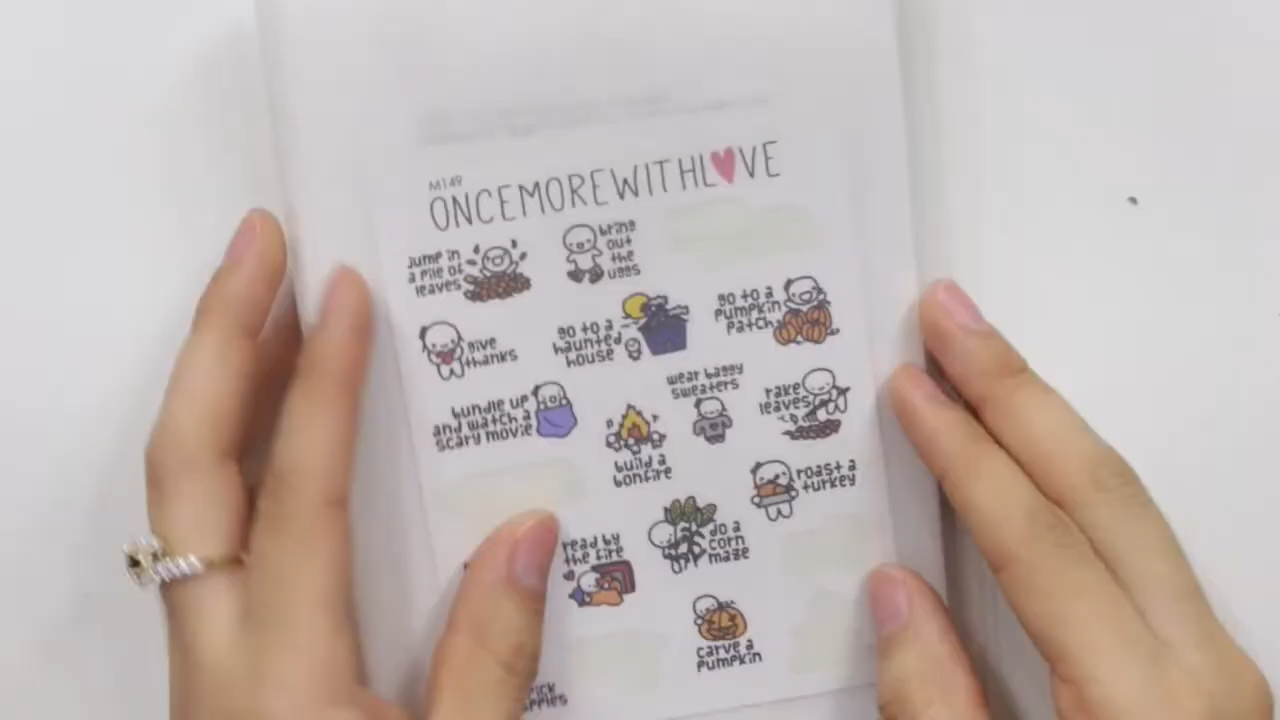 M149
ONCEMOREWITHLOVE
jump in
a pile of
leaves
bring
out
the
uggs
give
thanks
go to a
haunted
house
go to a
pumpkin
patch
bundle up
and watch a
scary movie
build a
bonfire
wear baggy
sweaters
rake
leaves
roast a
turkey
read by
the fire
do a
corn
maze
carve a
pumpkin